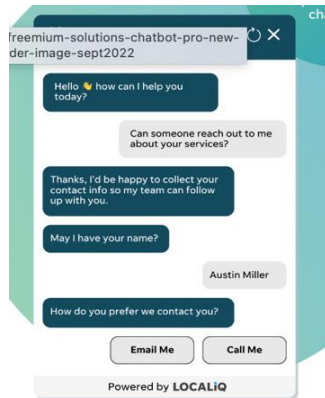 cha
freemium-solutions-chatbot-pro-new-
der-image-sept2022
Hello 👋 how can I help you
today?
Can someone reach out to me
about your services?
Thanks, I'd be happy to collect your
contact info so my team can follow
up with you.
May I have your name?
Austin Miller
How do you prefer we contact you?
Email Me
Call Me
Powered by LOCALiQ